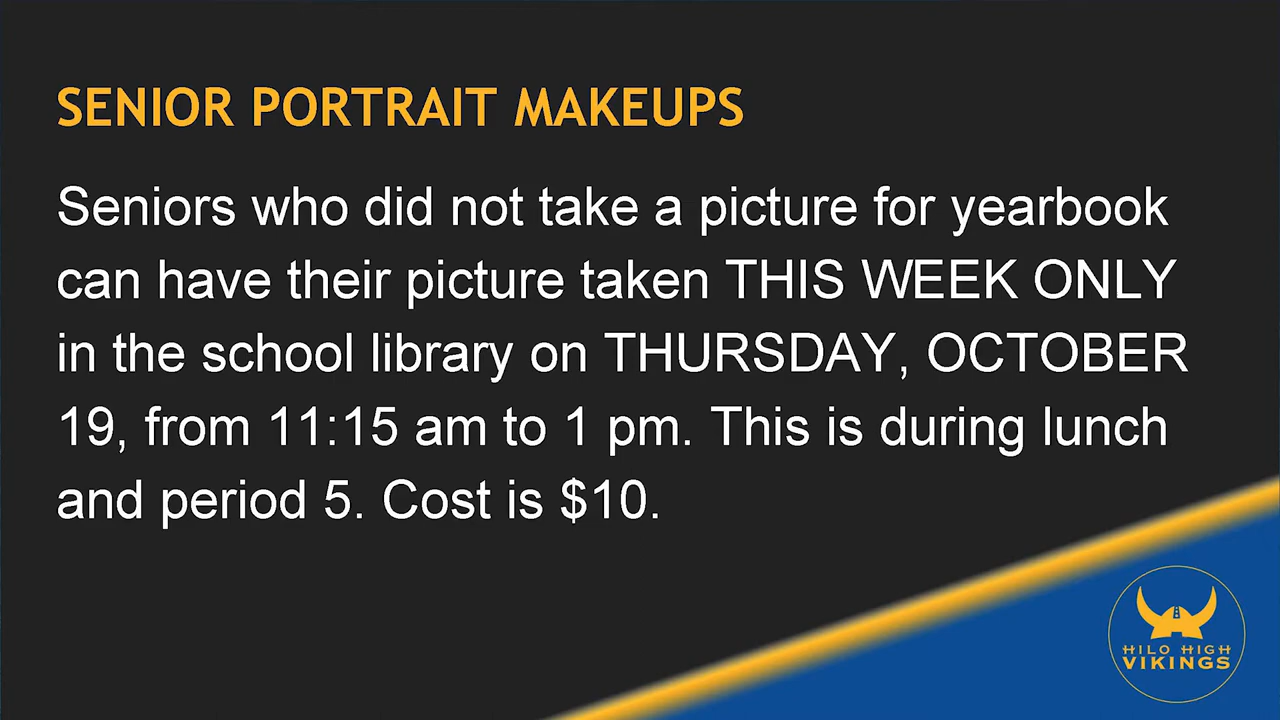 SENIOR PORTRAIT MAKEUPS
Seniors who did not take a picture for yearbook
can have their picture taken THIS WEEK ONLY
in the school library on THURSDAY, OCTOBER
19, from 11:15 am to 1 pm. This is during lunch
and period 5. Cost is $10.
HILO HIGH
VIKINGS